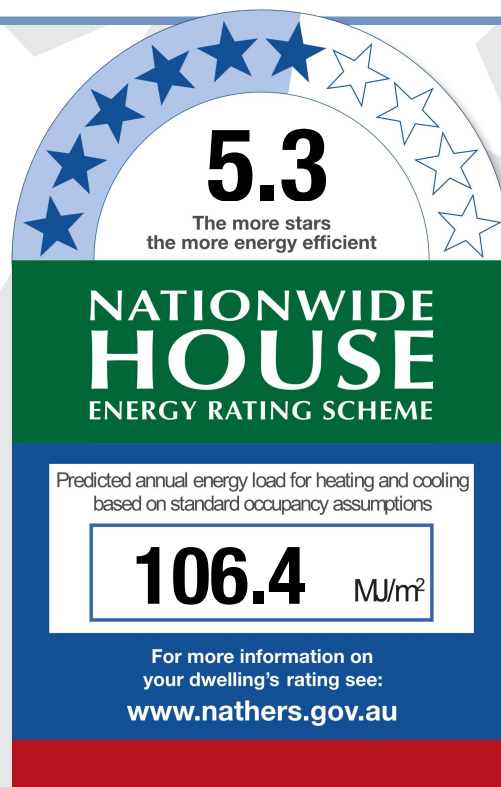 5.3
The more stars
the more energy efficient
NATIONWIDE
HOUSE
ENERGY RATING SCHEME
Predicted annual energy load for heating and cooling
based on standard occupancy assumptions
106.4 MJ/m²
For more information on
your dwelling's rating see:
www.nathers.gov.au